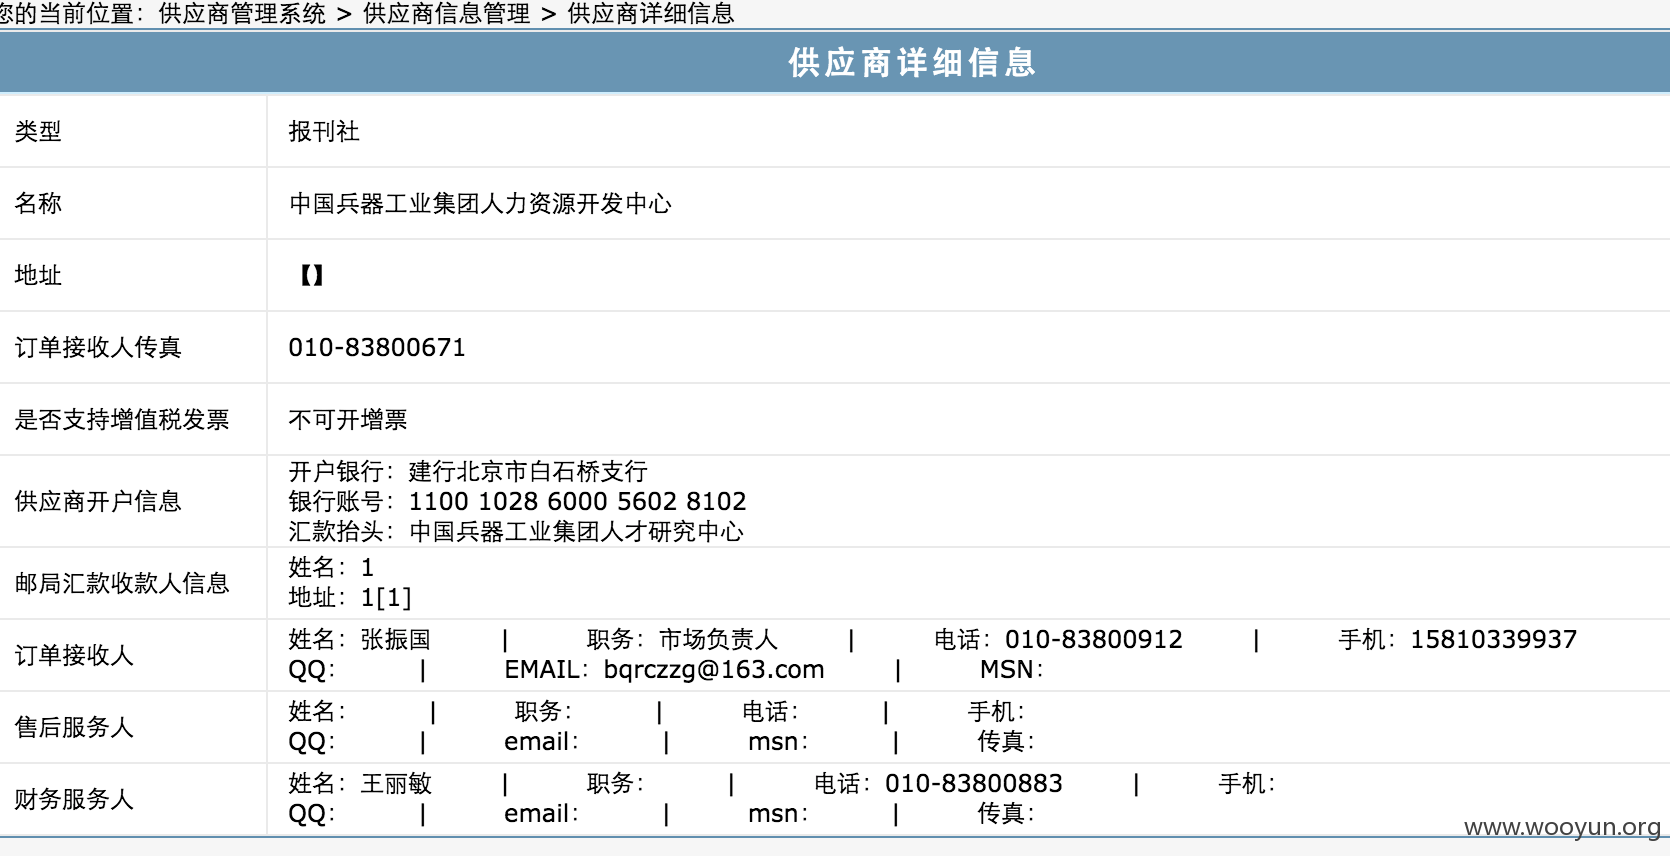 您的当前位置：供应商管理系统 > 供应商信息管理 > 供应商详细信息
供应商详细信息
类型 报刊社
名称 中国兵器工业集团人力资源开发中心
地址 【】
订单接收人传真 010-83800671
是否支持增值税发票 不可开增票
供应商开户信息 开户银行：建行北京市白石桥支行
银行账号：1100 1028 6000 5602 8102
汇款抬头：中国兵器工业集团人才研究中心
邮局汇款收款人信息 姓名：1
地址：1[1]
订单接收人 姓名：张振国 | 职务：市场负责人 | 电话：010-83800912 | 手机：15810339937
QQ： | EMAIL：bqrczzg@163.com | MSN：
售后服务人 姓名： | 职务： | 电话： | 手机：
QQ： | email： | msn： | 传真：
财务服务人 姓名：王丽敏 | 职务： | 电话：010-83800883 | 手机：
QQ： | email： | msn： | 传真：
www.wooyun.org